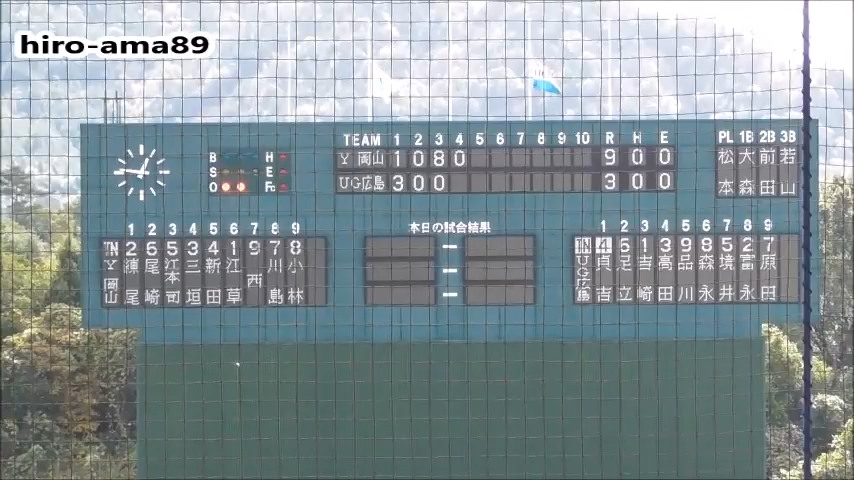 hiro-ama89
TEAM 1 2 3 4 5 6 7 8 9 10 R H E
Y 岡山 1 0 8 0 9 0 0
UG広島 3 0 0 3 0 0
B H
S E
O Fc
PL 1B 2B 3B
松本 大森 前田 若山
本日の試合結果
1 2 3 4 5 6 7 8 9
IN 2 6 5 3 4 1 9 7 8
Y岡山 尾 尾崎 江本司 三垣 新田 江草 西 川島 小林
1 2 3 4 5 6 7 8 9
IN 4 6 1 3 9 8 5 2 7
UG広島 貞吉 足立 吉崎 高田 品川 森永 境井 富永 原田